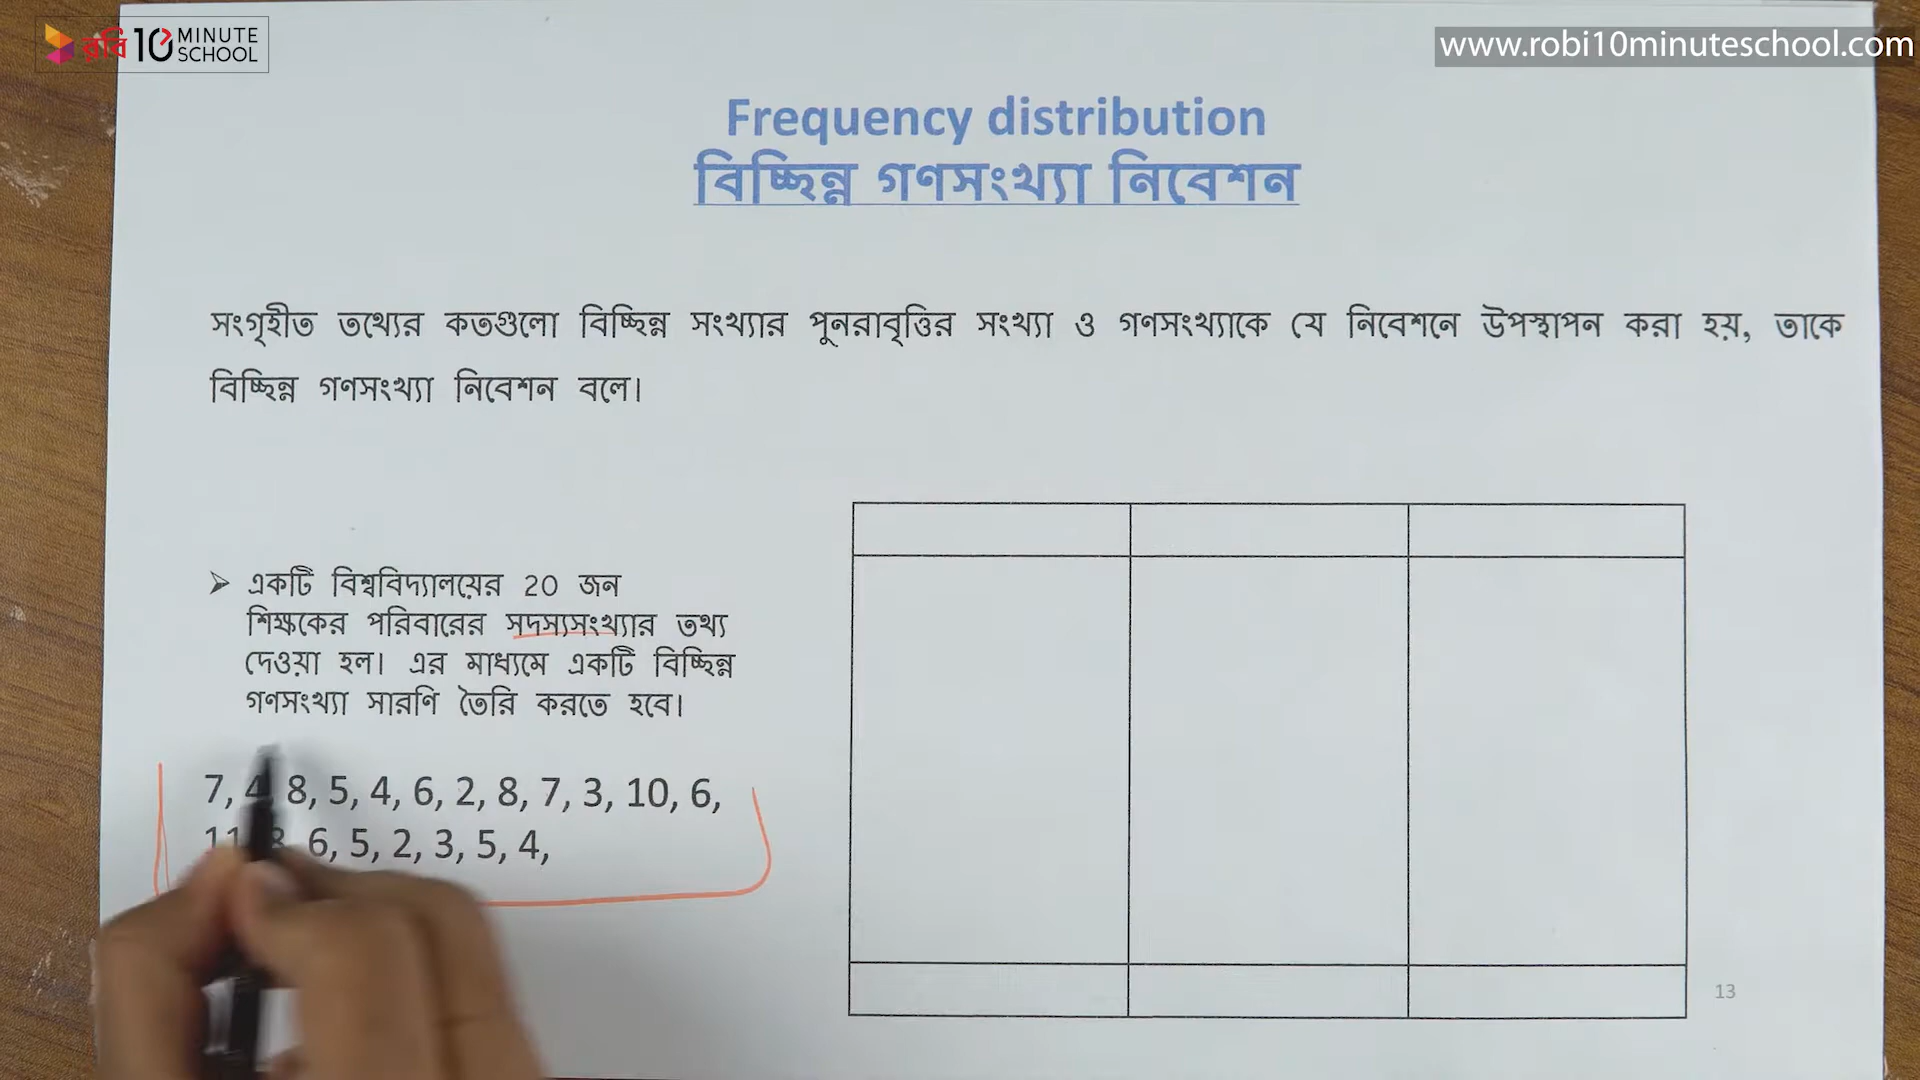 রবি 10 MINUTE SCHOOL
www.robi10minuteschool.com
Frequency distribution
বিচ্ছিন্ন গণসংখ্যা নিবেশন
সংগৃহীত তথ্যের কতগুলো বিচ্ছিন্ন সংখ্যার পুনরাবৃত্তির সংখ্যা ও গণসংখ্যাকে যে নিবেশনে উপস্থাপন করা হয়, তাকে
বিচ্ছিন্ন গণসংখ্যা নিবেশন বলে।
➢ একটি বিশ্ববিদ্যালয়ের 20 জন
শিক্ষকের পরিবারের সদস্যসংখ্যার তথ্য
দেওয়া হল। এর মাধ্যমে একটি বিচ্ছিন্ন
গণসংখ্যা সারণি তৈরি করতে হবে।
7, 4, 8, 5, 4, 6, 2, 8, 7, 3, 10, 6,
11, 8, 6, 5, 2, 3, 5, 4,
13